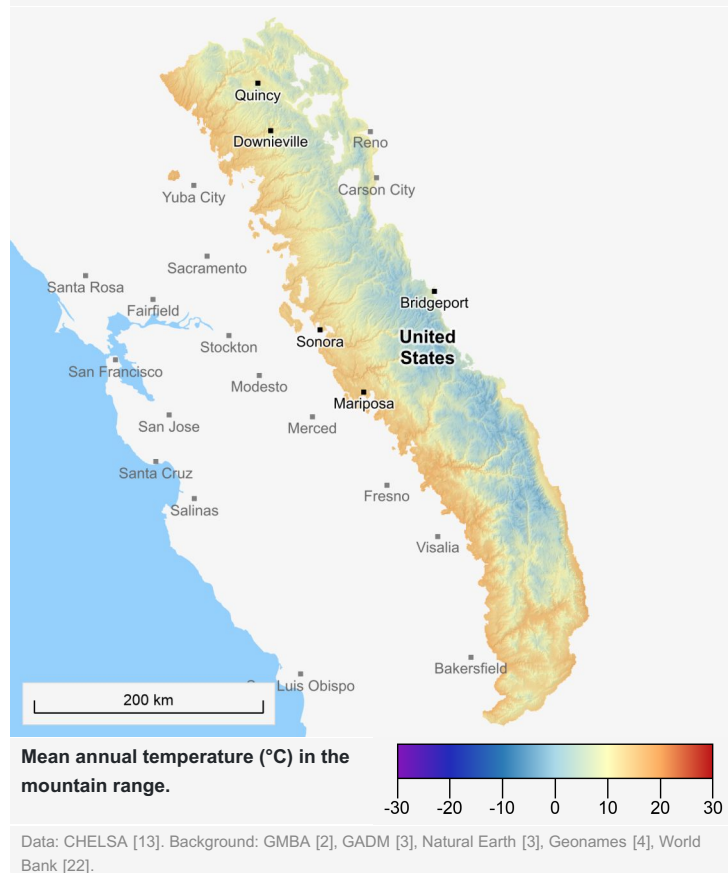 Quincy
Downieville
Reno
Carson City
Yuba City
Sacramento
Santa Rosa
Fairfield
Bridgeport
Stockton
Sonora
United
States
San Francisco
Modesto
Mariposa
San Jose
Merced
Santa Cruz
Fresno
Salinas
Visalia
Bakersfield
Luis Obispo
200 km
Mean annual temperature (°C) in the
mountain range.
-30 -20 -10 0 10 20 30
Data: CHELSA [13]. Background: GMBA [2], GADM [3], Natural Earth [3], Geonames [4], World
Bank [22].